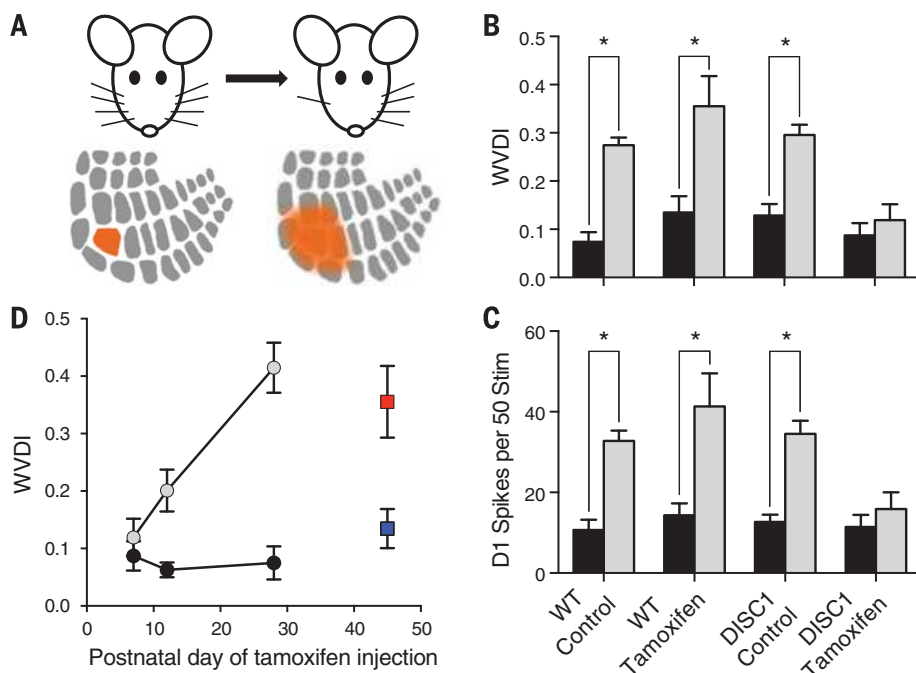 A
B
0.5
0.4
0.3
0.2
0.1
0.0
WVDI
* * *
C
60
40
20
0
D1 Spikes per 50 Stim
* * *
WT
Control
WT
Tamoxifen
DISC1
Control
DISC1
Tamoxifen
D
0.5
0.4
0.3
0.2
0.1
0.0
WVDI
0 10 20 30 40 50
Postnatal day of tamoxifen injection